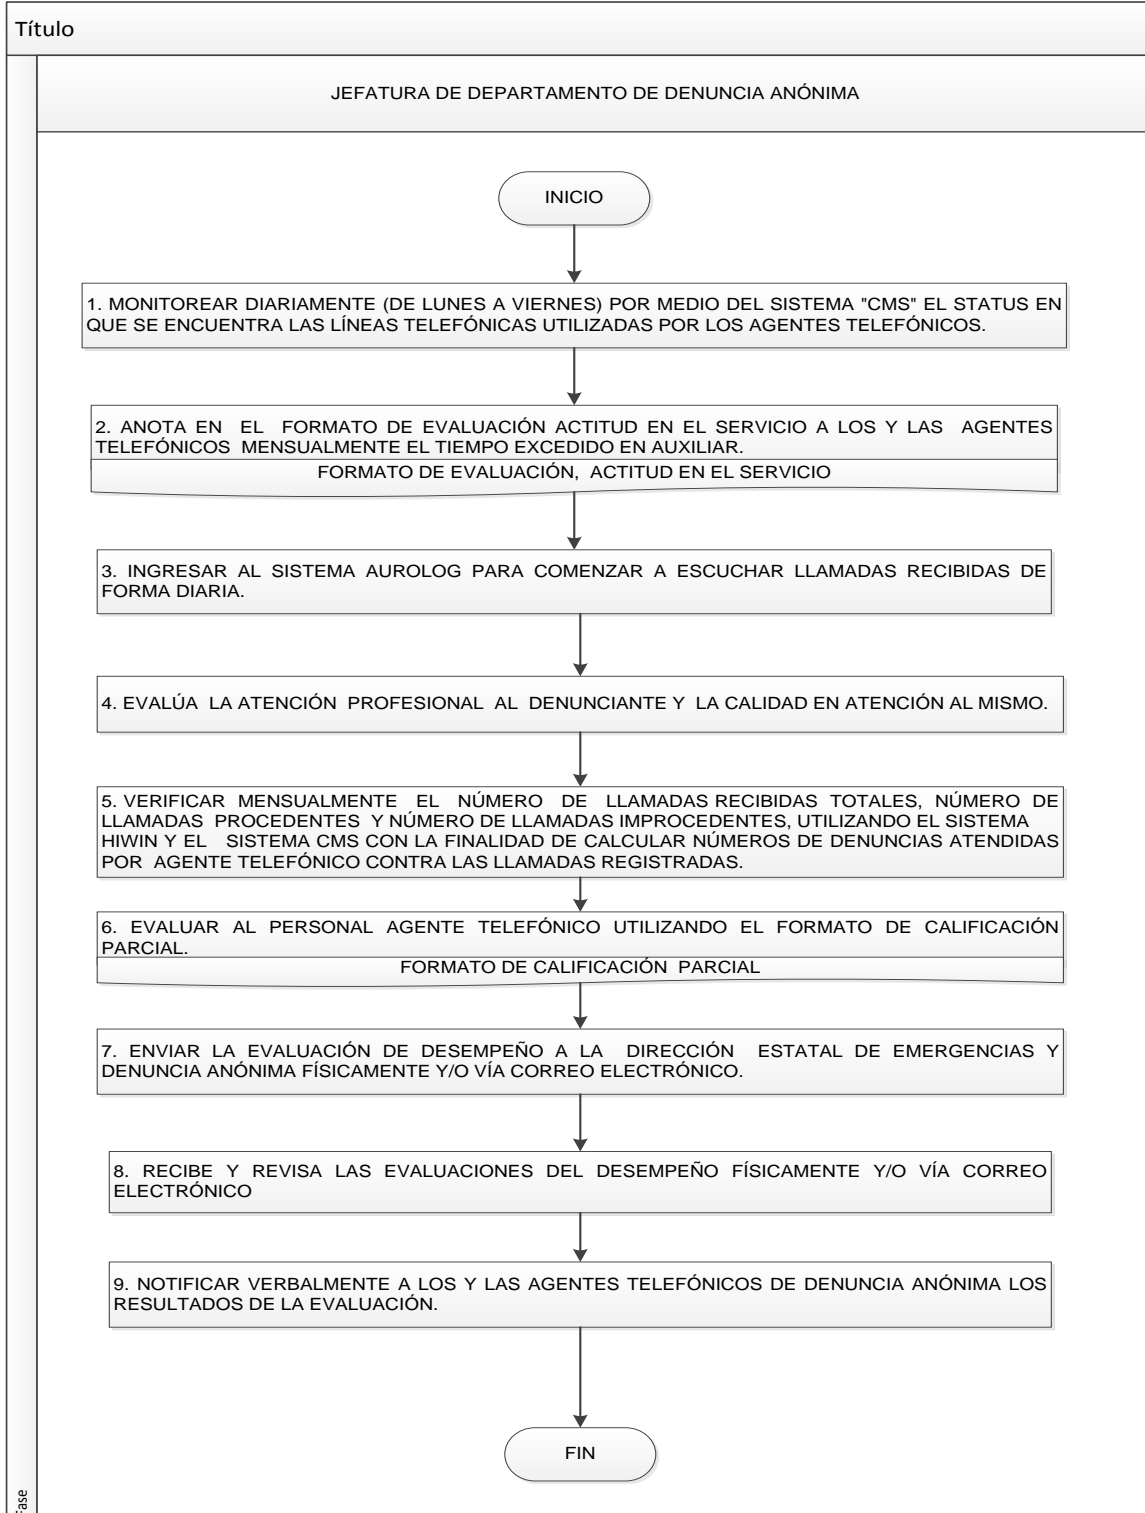 Título
JEFATURA DE DEPARTAMENTO DE DENUNCIA ANÓNIMA
INICIO
1. MONITOREAR DIARIAMENTE (DE LUNES A VIERNES) POR MEDIO DEL SISTEMA "CMS" EL STATUS EN
QUE SE ENCUENTRA LAS LÍNEAS TELEFÓNICAS UTILIZADAS POR LOS AGENTES TELEFÓNICOS.
2. ANOTA EN EL FORMATO DE EVALUACIÓN ACTITUD EN EL SERVICIO A LOS Y LAS AGENTES
TELEFÓNICOS MENSUALMENTE EL TIEMPO EXCEDIDO EN AUXILIAR.
FORMATO DE EVALUACIÓN, ACTITUD EN EL SERVICIO
3. INGRESAR AL SISTEMA AUROLOG PARA COMENZAR A ESCUCHAR LLAMADAS RECIBIDAS DE
FORMA DIARIA.
4. EVALÚA LA ATENCIÓN PROFESIONAL AL DENUNCIANTE Y LA CALIDAD EN ATENCIÓN AL MISMO.
5. VERIFICAR MENSUALMENTE EL NÚMERO DE LLAMADAS RECIBIDAS TOTALES, NÚMERO DE
LLAMADAS PROCEDENTES Y NÚMERO DE LLAMADAS IMPROCEDENTES, UTILIZANDO EL SISTEMA
HIWIN Y EL SISTEMA CMS CON LA FINALIDAD DE CALCULAR NÚMEROS DE DENUNCIAS ATENDIDAS
POR AGENTE TELEFÓNICO CONTRA LAS LLAMADAS REGISTRADAS.
6. EVALUAR AL PERSONAL AGENTE TELEFÓNICO UTILIZANDO EL FORMATO DE CALIFICACIÓN
PARCIAL.
FORMATO DE CALIFICACIÓN PARCIAL
7. ENVIAR LA EVALUACIÓN DE DESEMPEÑO A LA DIRECCIÓN ESTATAL DE EMERGENCIAS Y
DENUNCIA ANÓNIMA FÍSICAMENTE Y/O VÍA CORREO ELECTRÓNICO.
8. RECIBE Y REVISA LAS EVALUACIONES DEL DESEMPEÑO FÍSICAMENTE Y/O VÍA CORREO
ELECTRÓNICO
9. NOTIFICAR VERBALMENTE A LOS Y LAS AGENTES TELEFÓNICOS DE DENUNCIA ANÓNIMA LOS
RESULTADOS DE LA EVALUACIÓN.
FIN
Fase